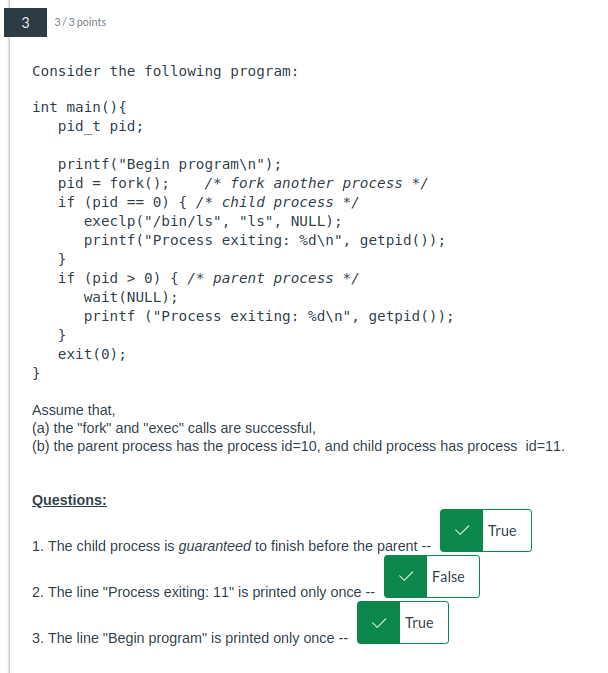 3 3 / 3 points
Consider the following program:
int main(){
pid_t pid;
printf("Begin program\n");
pid = fork(); /* fork another process */
if (pid == 0) { /* child process */
execlp("/bin/ls", "ls", NULL);
printf("Process exiting: %d\n", getpid());
}
if (pid > 0) { /* parent process */
wait(NULL);
printf ("Process exiting: %d\n", getpid());
}
exit(0);
}
Assume that,
(a) the "fork" and "exec" calls are successful,
(b) the parent process has the process id=10, and child process has process id=11.
Questions:
1. The child process is guaranteed to finish before the parent -- True
2. The line "Process exiting: 11" is printed only once -- False
3. The line "Begin program" is printed only once -- True